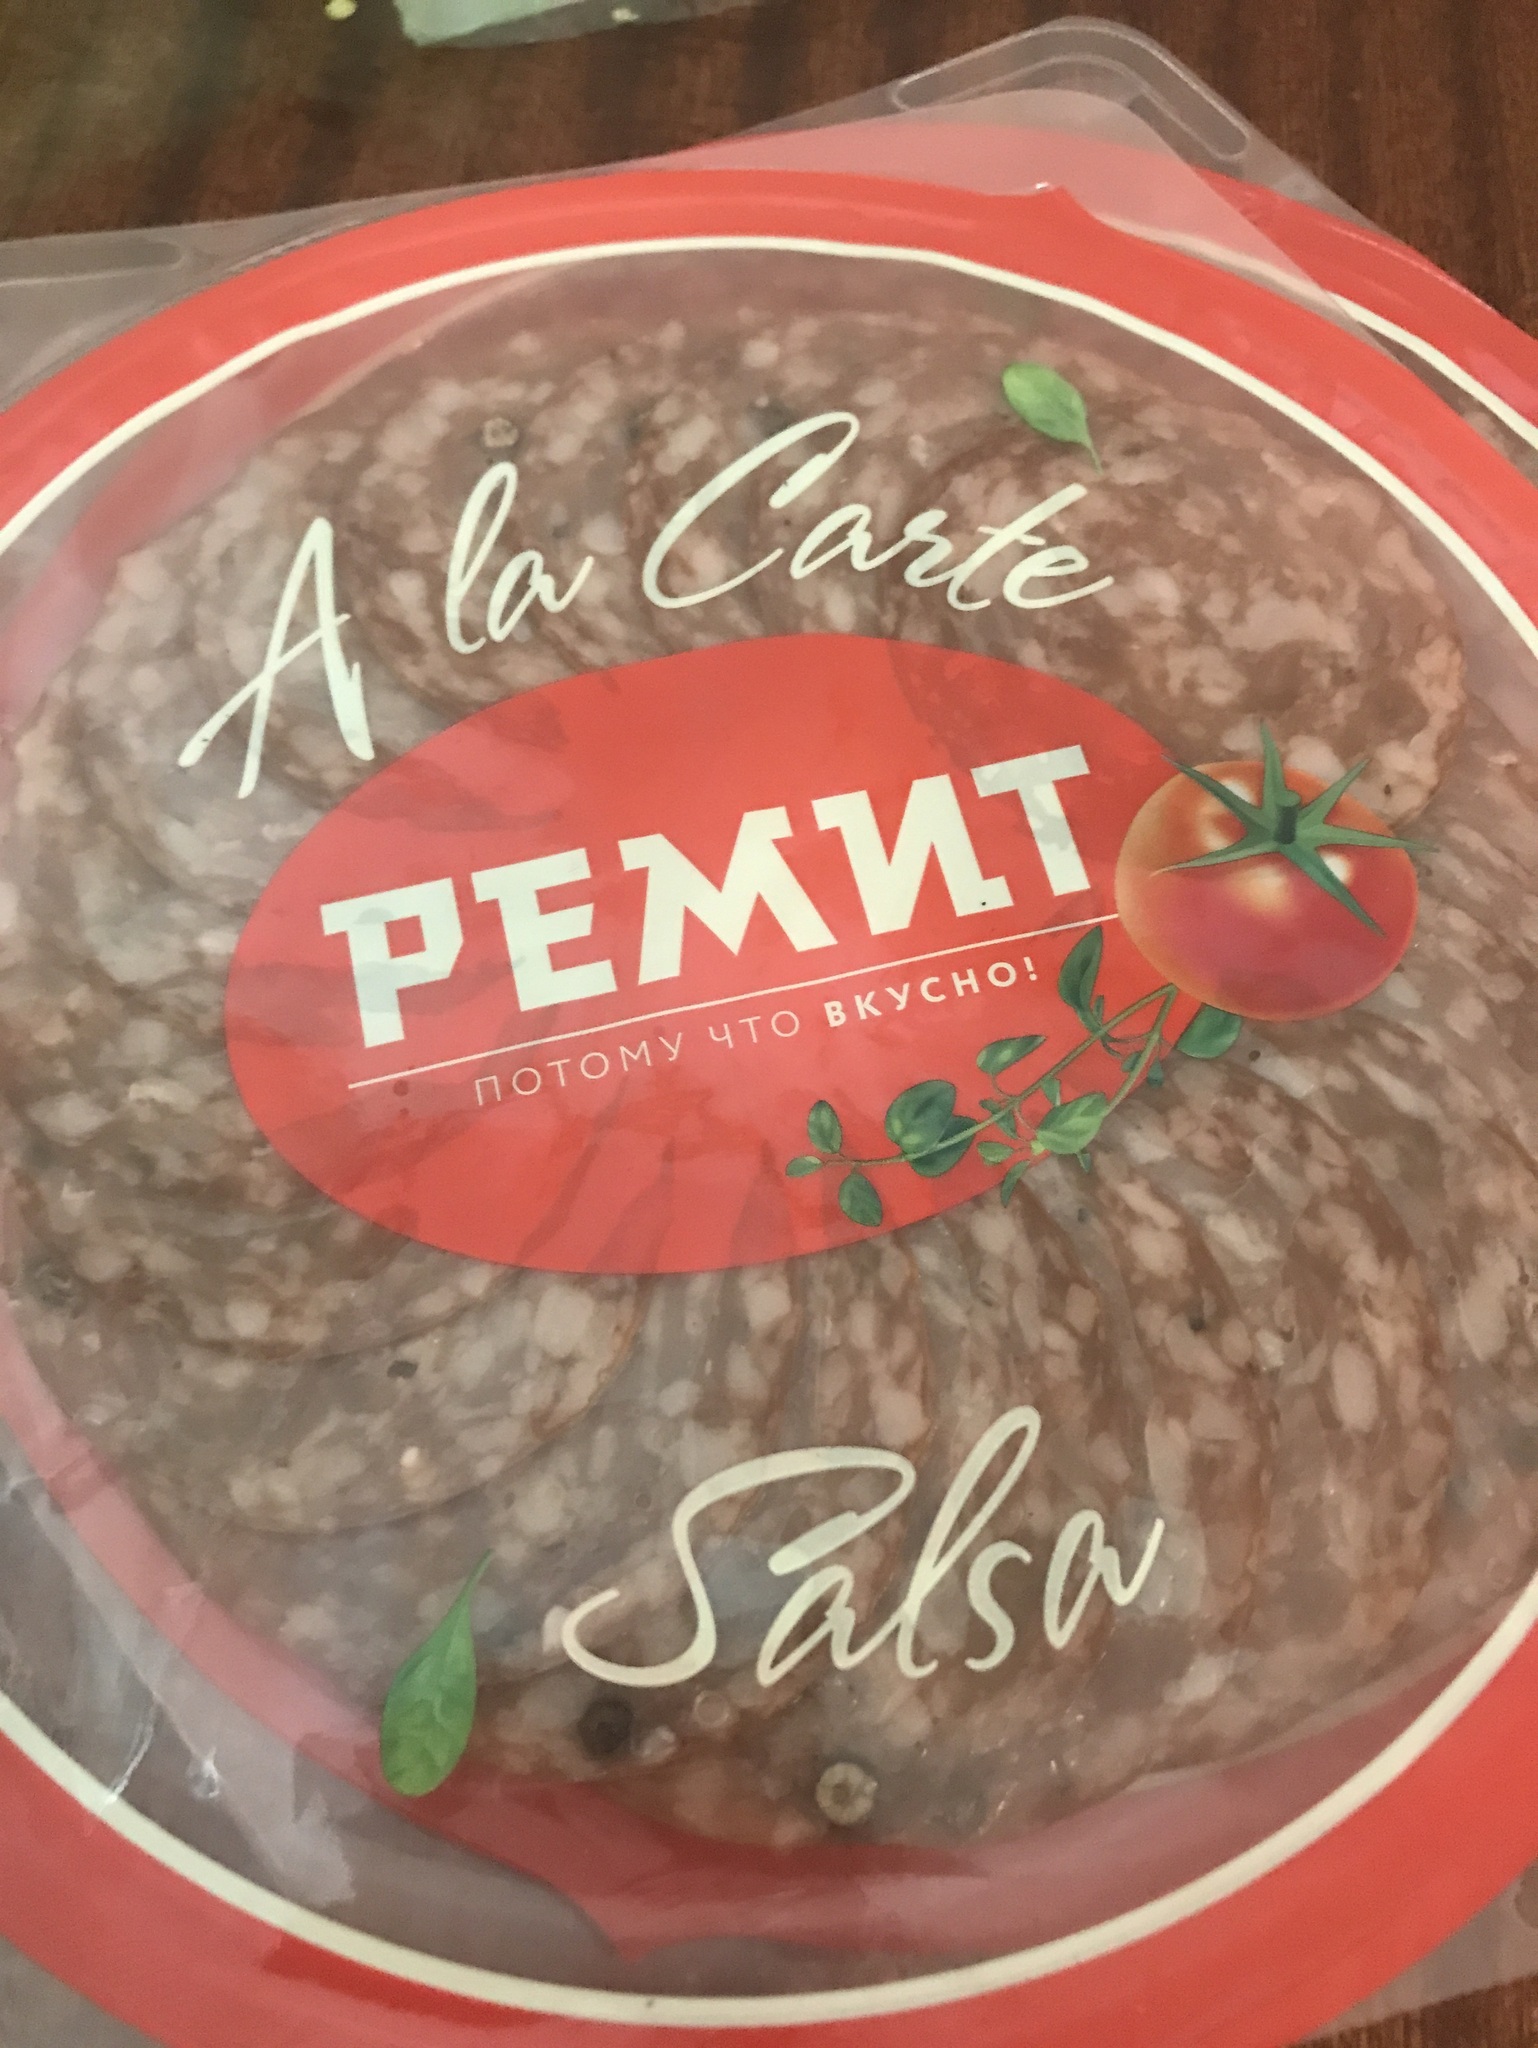 A la Carte
РЕМИТ
ПОТОМУ ЧТО ВКУСНО!
Salsa